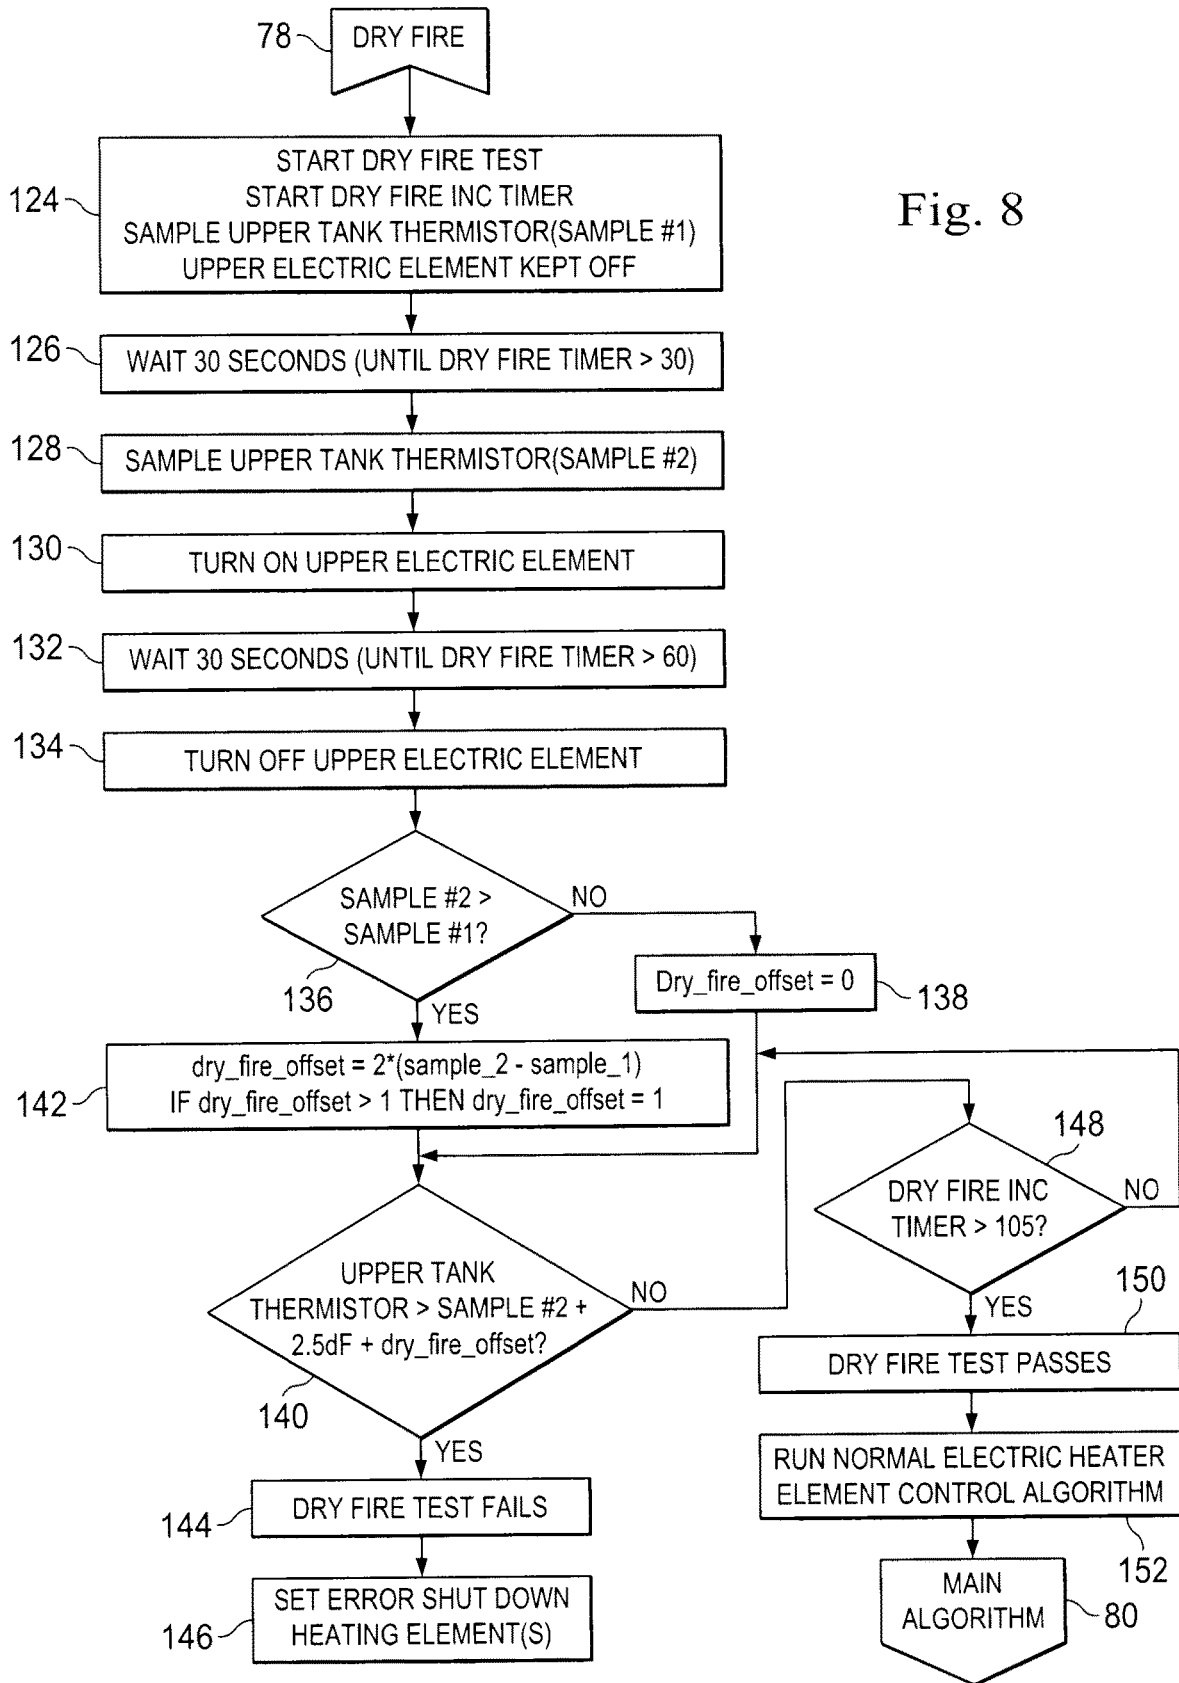 78
DRY FIRE
124
START DRY FIRE TEST
START DRY FIRE INC TIMER
SAMPLE UPPER TANK THERMISTOR(SAMPLE #1)
UPPER ELECTRIC ELEMENT KEPT OFF
Fig. 8
126
WAIT 30 SECONDS (UNTIL DRY FIRE TIMER > 30)
128
SAMPLE UPPER TANK THERMISTOR(SAMPLE #2)
130
TURN ON UPPER ELECTRIC ELEMENT
132
WAIT 30 SECONDS (UNTIL DRY FIRE TIMER > 60)
134
TURN OFF UPPER ELECTRIC ELEMENT
SAMPLE #2 >
SAMPLE #1?
NO
136
YES
Dry_fire_offset = 0
138
142
dry_fire_offset = 2*(sample_2 - sample_1)
IF dry_fire_offset > 1 THEN dry_fire_offset = 1
148
DRY FIRE INC
TIMER > 105?
NO
YES
UPPER TANK
THERMISTOR > SAMPLE #2 +
2.5dF + dry_fire_offset?
NO
140
YES
150
DRY FIRE TEST PASSES
144
DRY FIRE TEST FAILS
RUN NORMAL ELECTRIC HEATER
ELEMENT CONTROL ALGORITHM
152
146
SET ERROR SHUT DOWN
HEATING ELEMENT(S)
MAIN
ALGORITHM
80